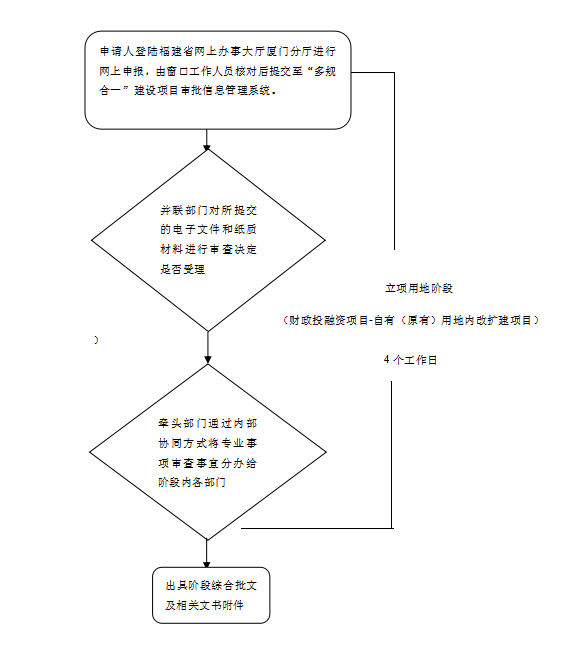 申请人登陆福建省网上办事大厅厦门分厅进行
网上申报，由窗口工作人员核对后提交至“多规
合一”建设项目审批信息管理系统。
并联部门对所提交
的电子文件和纸质
材料进行审查决定
是否受理
立项用地阶段
（财政投融资项目-自有（原有）用地内改扩建项目）
）
4 个工作日
牵头部门通过内部
协同方式将专业事
项审查事宜分办给
阶段内各部门
出具阶段综合批文
及相关文书附件